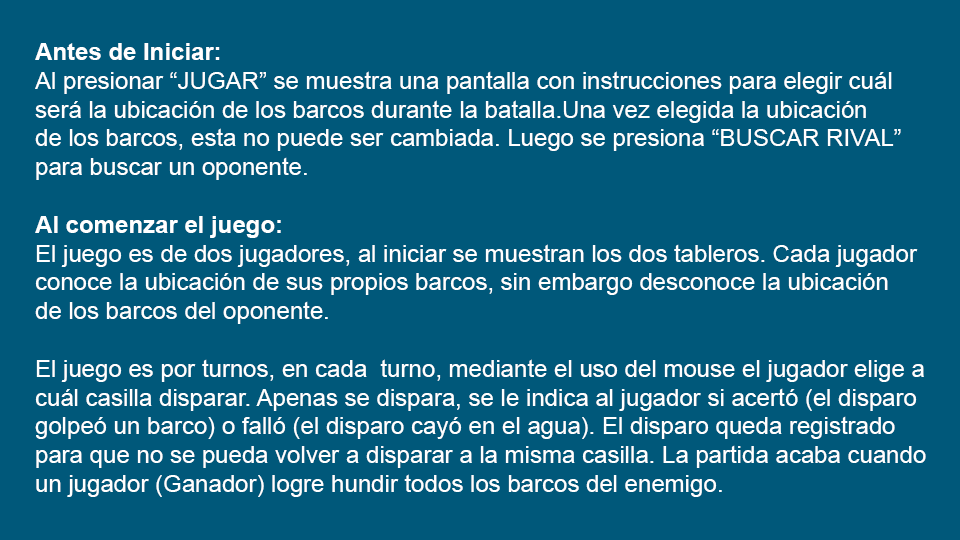 Antes de Iniciar:
Al presionar “JUGAR” se muestra una pantalla con instrucciones para elegir cuál
será la ubicación de los barcos durante la batalla.Una vez elegida la ubicación
de los barcos, esta no puede ser cambiada. Luego se presiona “BUSCAR RIVAL”
para buscar un oponente.
Al comenzar el juego:
El juego es de dos jugadores, al iniciar se muestran los dos tableros. Cada jugador
conoce la ubicación de sus propios barcos, sin embargo desconoce la ubicación
de los barcos del oponente.
El juego es por turnos, en cada  turno, mediante el uso del mouse el jugador elige a
cuál casilla disparar. Apenas se dispara, se le indica al jugador si acertó (el disparo
golpeó un barco) o falló (el disparo cayó en el agua). El disparo queda registrado
para que no se pueda volver a disparar a la misma casilla. La partida acaba cuando
un jugador (Ganador) logre hundir todos los barcos del enemigo.